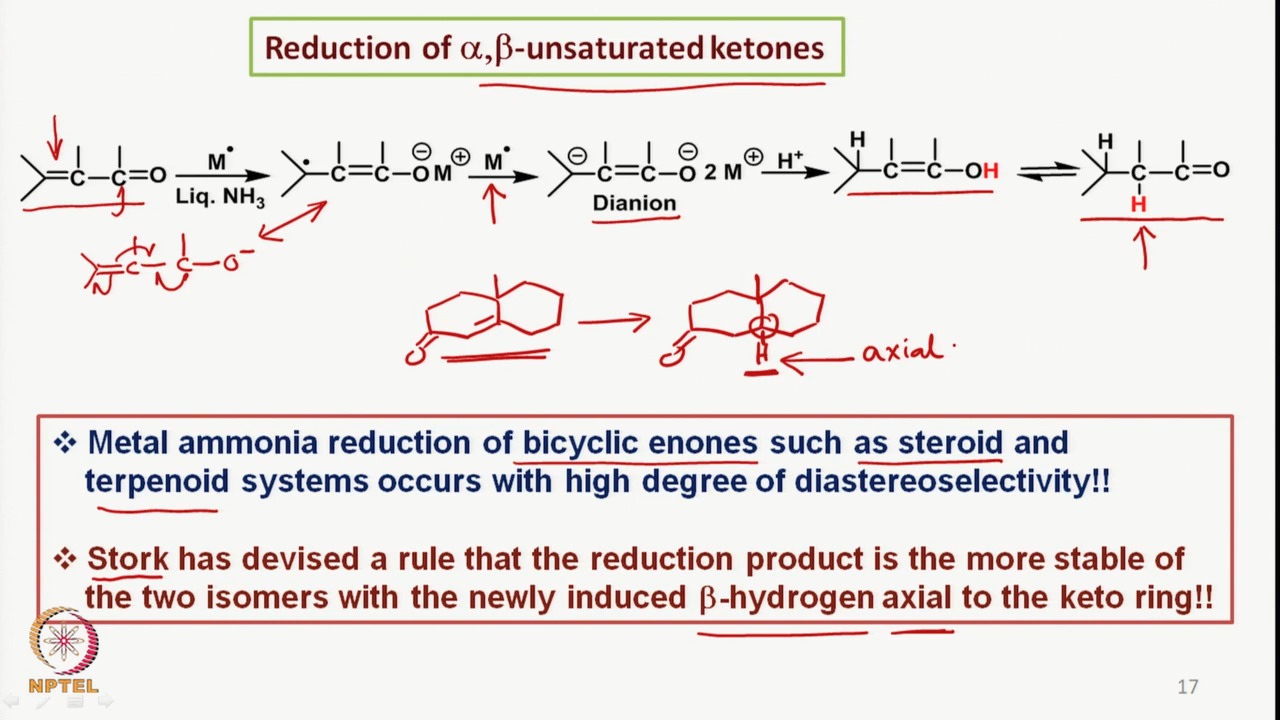 Reduction of α,β-unsaturated ketones
C C O M• Liq. NH3 • C C O ⊖ M ⊕ M• ⊖ C C O ⊖ 2 M ⊕ H+ H C C OH H C C O H
Dianion
C C O−
O O H axial.
❖ Metal ammonia reduction of bicyclic enones such as steroid and
terpenoid systems occurs with high degree of diastereoselectivity!!
❖ Stork has devised a rule that the reduction product is the more stable of
the two isomers with the newly induced β-hydrogen axial to the keto ring!!
NPTEL
17